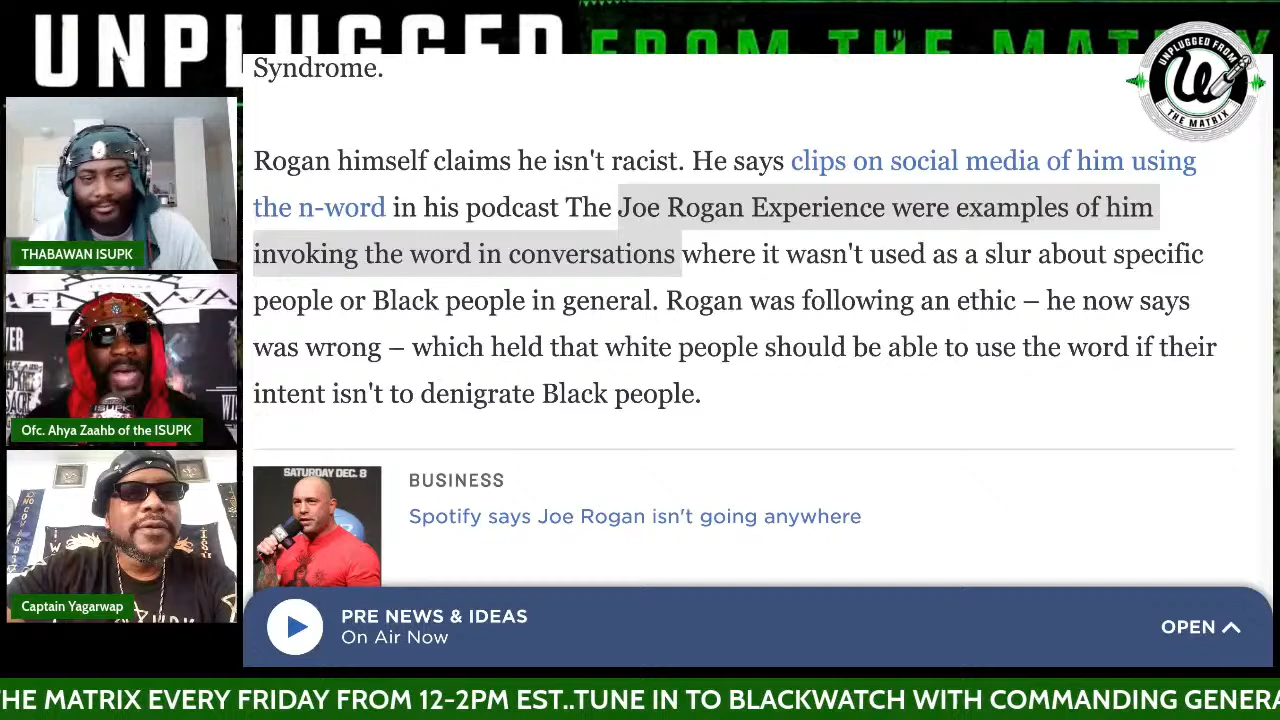 UNPLUGGED FROM THE MATRIX
Syndrome.
UNPLUGGED FROM
THE MATRIX
Rogan himself claims he isn't racist. He says clips on social media of him using
the n-word in his podcast The Joe Rogan Experience were examples of him
invoking the word in conversations where it wasn't used as a slur about specific
people or Black people in general. Rogan was following an ethic – he now says
was wrong – which held that white people should be able to use the word if their
intent isn't to denigrate Black people.
THABAWAN ISUPK
ISUPK
Ofc. Ahya Zaahb of the ISUPK
Captain Yagarwap
SATURDAY DEC. 8
BUSINESS
Spotify says Joe Rogan isn't going anywhere
PRE NEWS & IDEAS
On Air Now
OPEN
THE MATRIX EVERY FRIDAY FROM 12-2PM EST..TUNE IN TO BLACKWATCH WITH COMMANDING GENERA